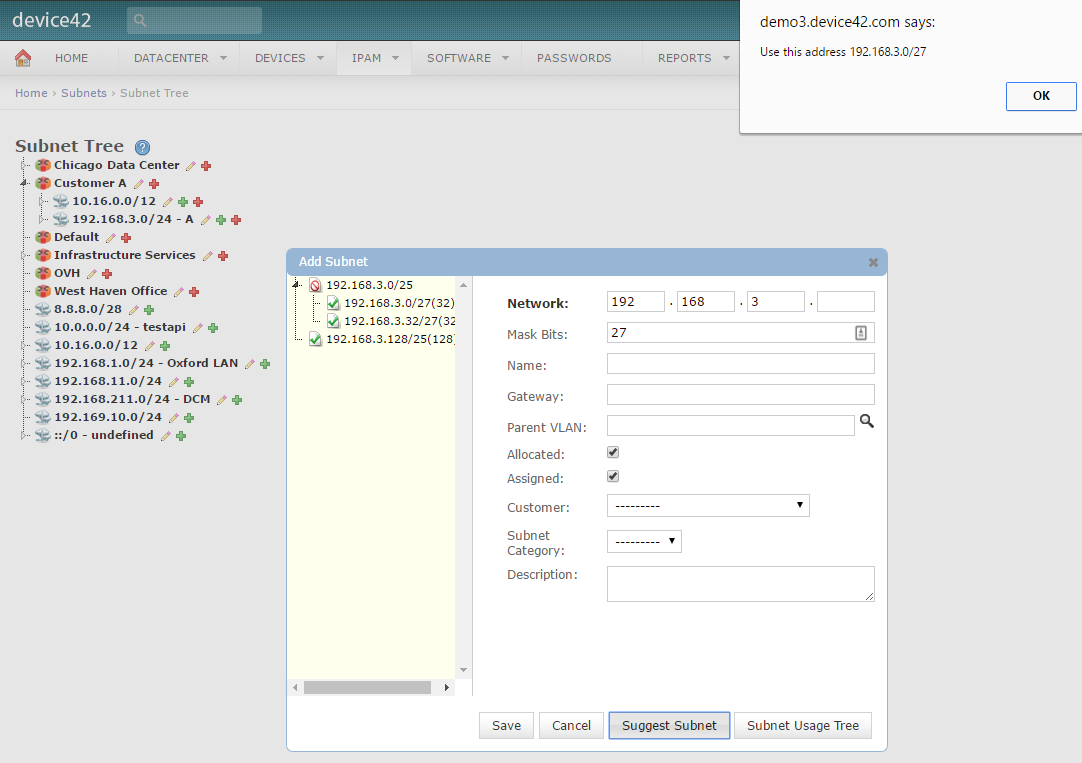 device42
demo3.device42.com says:
Use this address 192.168.3.0/27
OK
HOME DATACENTER DEVICES IPAM SOFTWARE PASSWORDS REPORTS
Home › Subnets › Subnet Tree
Subnet Tree ?
Chicago Data Center
Customer A
10.16.0.0/12
192.168.3.0/24 - A
Default
Infrastructure Services
OVH
West Haven Office
8.8.8.0/28
10.0.0.0/24 - testapi
10.16.0.0/12
192.168.1.0/24 - Oxford LAN
192.168.11.0/24
192.168.211.0/24 - DCM
192.169.10.0/24
::/0 - undefined
Add Subnet
192.168.3.0/25
192.168.3.0/27(32)
192.168.3.32/27(32
192.168.3.128/25(128)
Network: 192 . 168 . 3 .
Mask Bits: 27
Name:
Gateway:
Parent VLAN:
Allocated:
Assigned:
Customer: ---------
Subnet
Category: ---------
Description:
Save Cancel Suggest Subnet Subnet Usage Tree